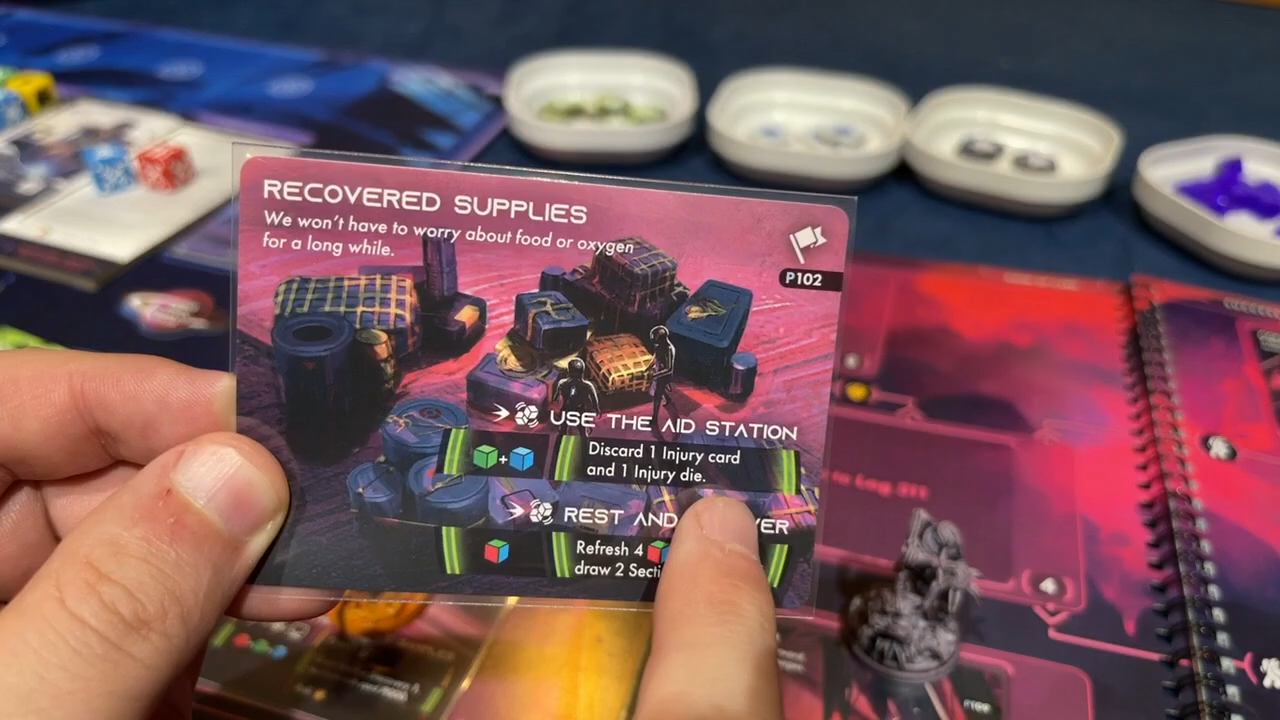 RECOVERED SUPPLIES
We won't have to worry about food or oxygen
for a long while.
P102
USE THE AID STATION
+
Discard 1 Injury card
and 1 Injury die.
REST AND
Refresh 4
draw 2
4